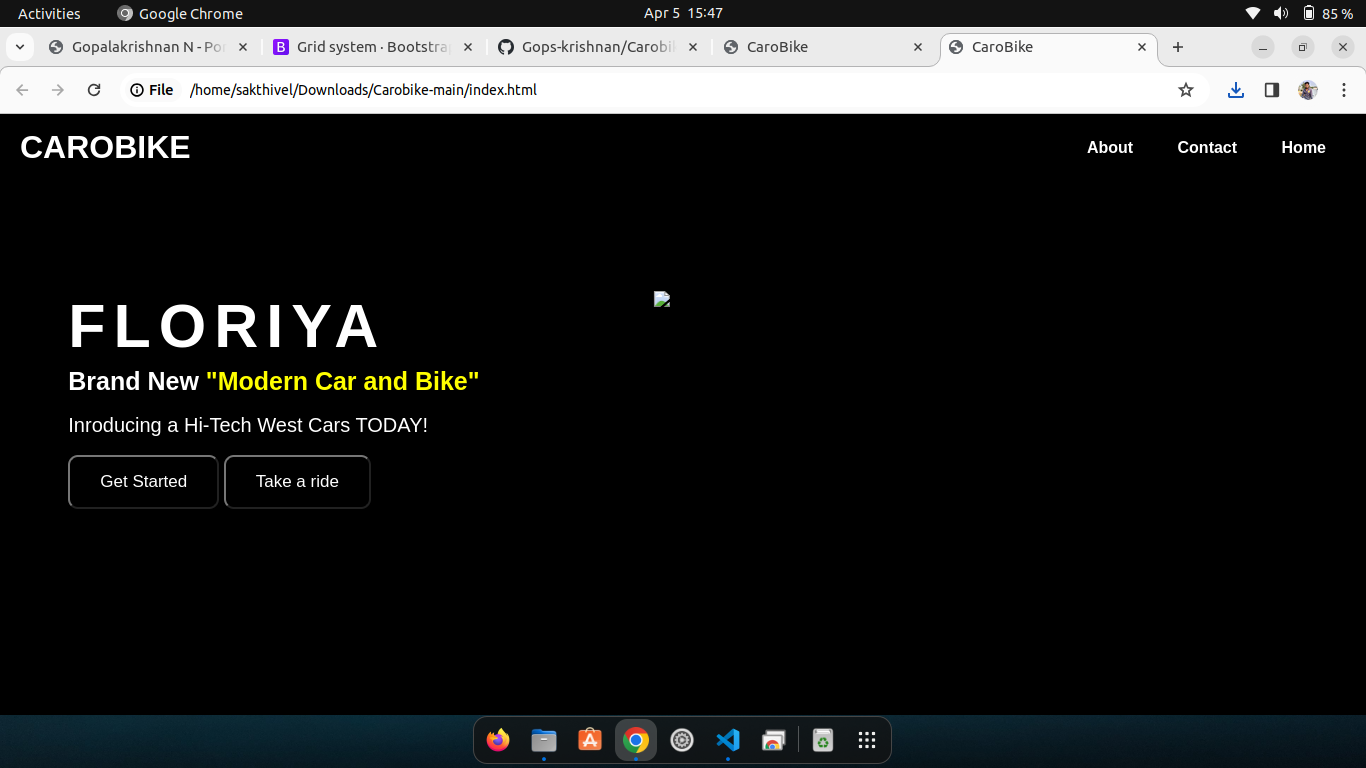 Activities Google Chrome Apr 5 15:47 85 %
Gopalakrishnan N - Por Grid system · Bootstrap Gops-krishnan/Carobik CaroBike CaroBike
File /home/sakthivel/Downloads/Carobike-main/index.html
CAROBIKE About Contact Home
FLORIYA
Brand New "Modern Car and Bike"
Inroducing a Hi-Tech West Cars TODAY!
Get Started Take a ride